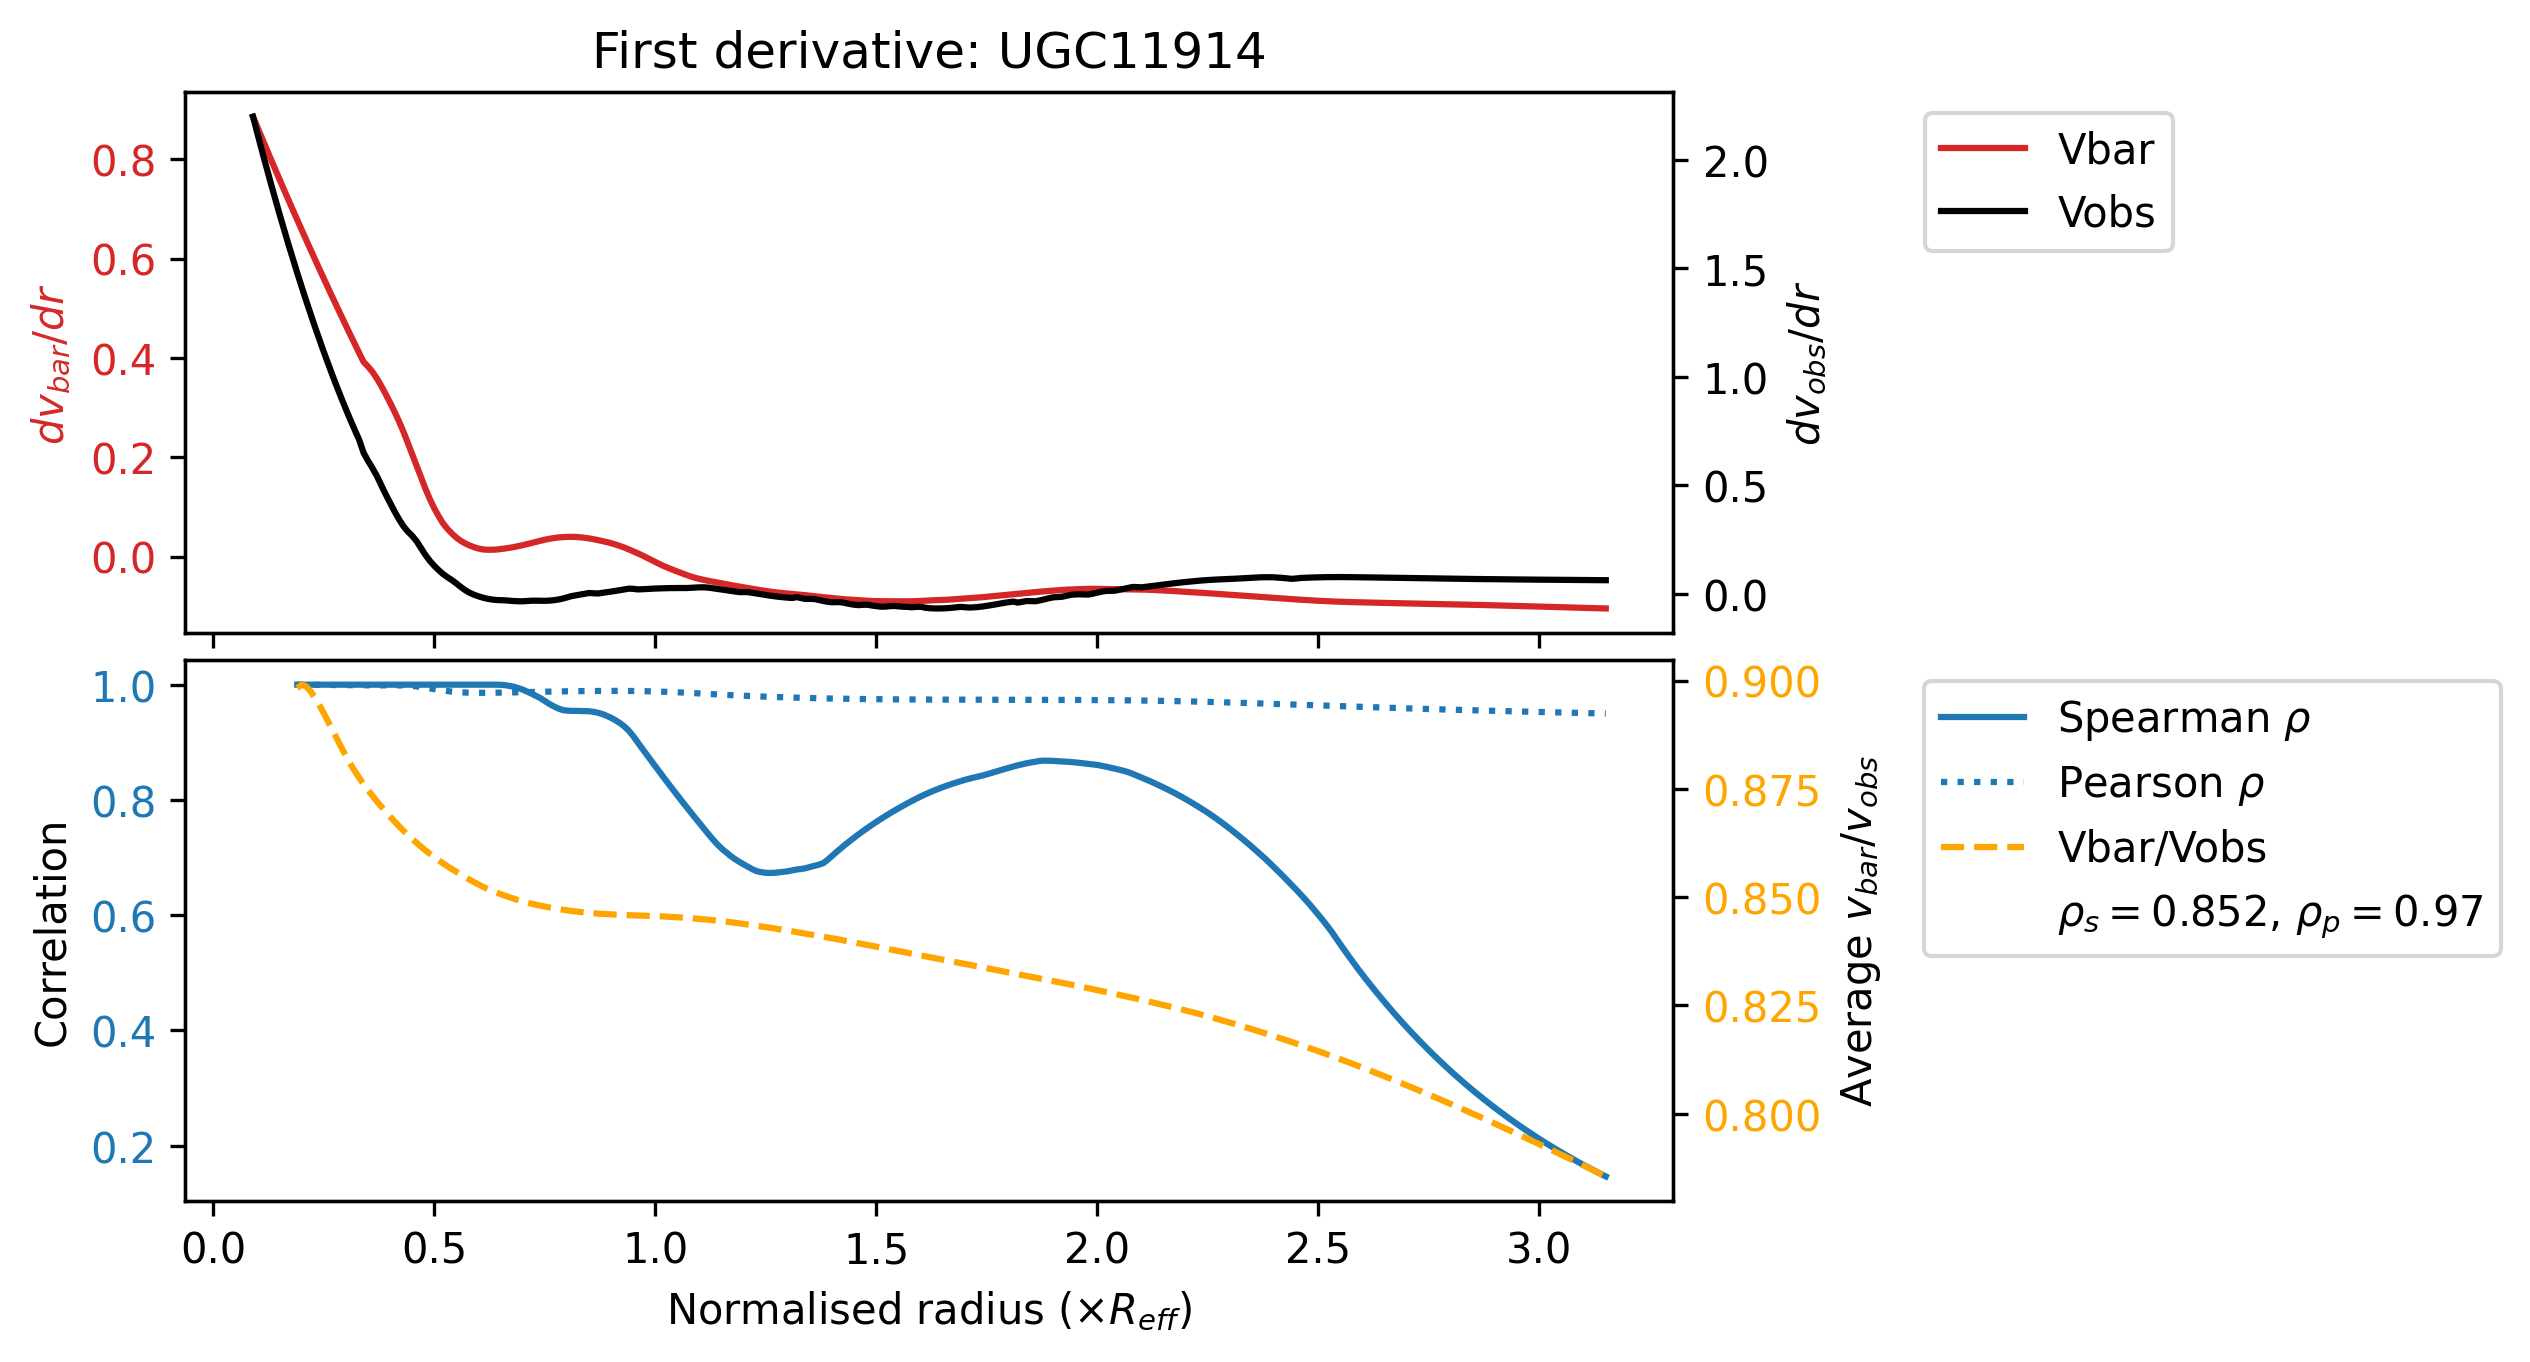 First derivative: UGC11914
0.8
0.6
0.4
0.2
0.0
dv_bar/dr
2.0
1.5
1.0
0.5
0.0
dv_obs/dr
Vbar
Vobs
1.0
0.8
0.6
0.4
0.2
Correlation
0.900
0.875
0.850
0.825
0.800
Average v_bar/v_obs
Spearman ρ
Pearson ρ
Vbar/Vobs
ρ_s = 0.852, ρ_p = 0.97
0.0 0.5 1.0 1.5 2.0 2.5 3.0
Normalised radius (×R_eff)